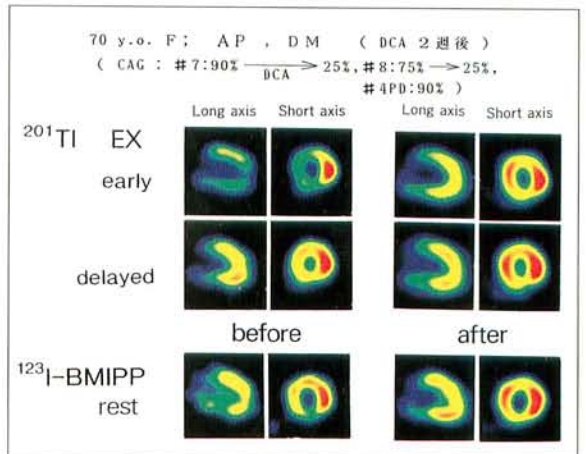 70 y.o. F; AP , DM ( DCA 2週後 )
( CAG : #7:90% DCA→ 25%, #8:75% → 25%,
#4PD:90% )
Long axis Short axis Long axis Short axis
²⁰¹Tl EX
early
delayed
before after
¹²³I-BMIPP
rest